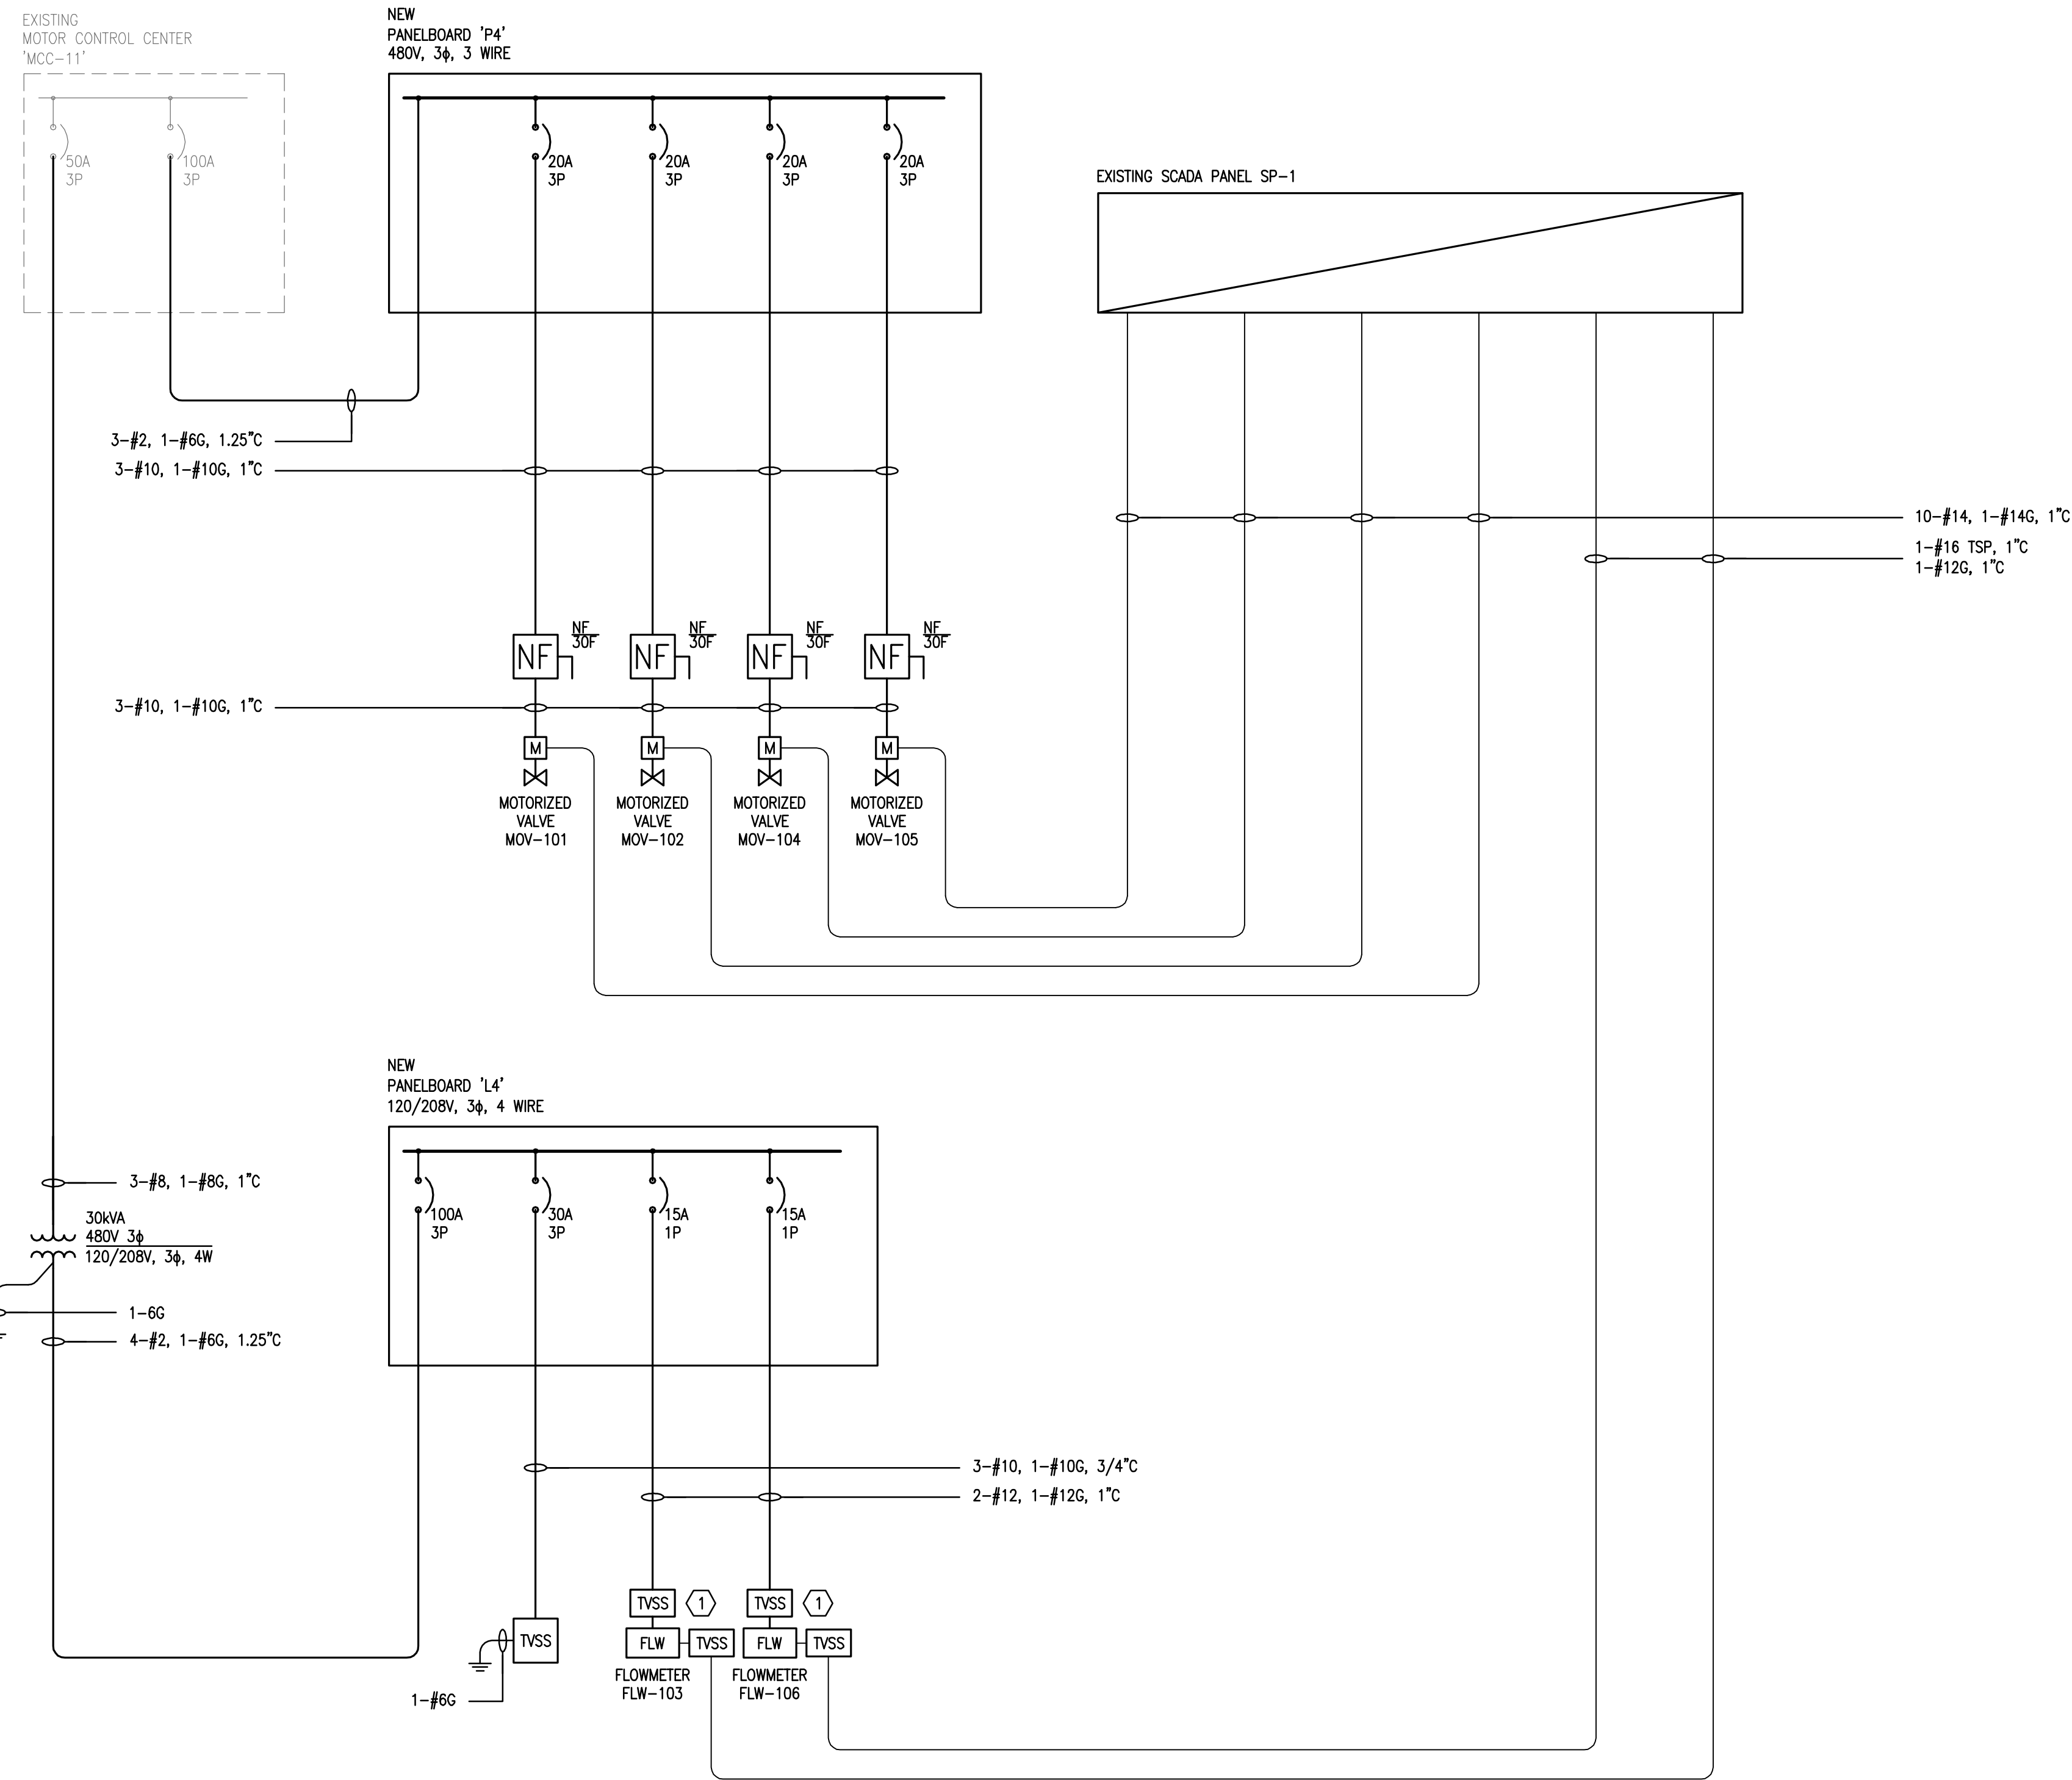 EXISTING
MOTOR CONTROL CENTER
'MCC-11'
50A
3P
100A
3P
NEW
PANELBOARD 'P4'
480V, 3ϕ, 3 WIRE
20A
3P
20A
3P
20A
3P
20A
3P
EXISTING SCADA PANEL SP-1
3-#2, 1-#6G, 1.25"C
3-#10, 1-#10G, 1"C
10-#14, 1-#14G, 1"C
1-#16 TSP, 1"C
1-#12G, 1"C
NF
NF
30F
NF
NF
30F
NF
NF
30F
NF
NF
30F
3-#10, 1-#10G, 1"C
M
M
M
M
MOTORIZED
VALVE
MOV-101
MOTORIZED
VALVE
MOV-102
MOTORIZED
VALVE
MOV-104
MOTORIZED
VALVE
MOV-105
NEW
PANELBOARD 'L4'
120/208V, 3ϕ, 4 WIRE
100A
3P
30A
3P
15A
1P
15A
1P
3-#8, 1-#8G, 1"C
30kVA
480V 3ϕ
120/208V, 3ϕ, 4W
1-6G
4-#2, 1-#6G, 1.25"C
3-#10, 1-#10G, 3/4"C
2-#12, 1-#12G, 1"C
TVSS
1
TVSS
1
TVSS
FLW
TVSS
FLW
TVSS
FLOWMETER
FLW-103
FLOWMETER
FLW-106
1-#6G